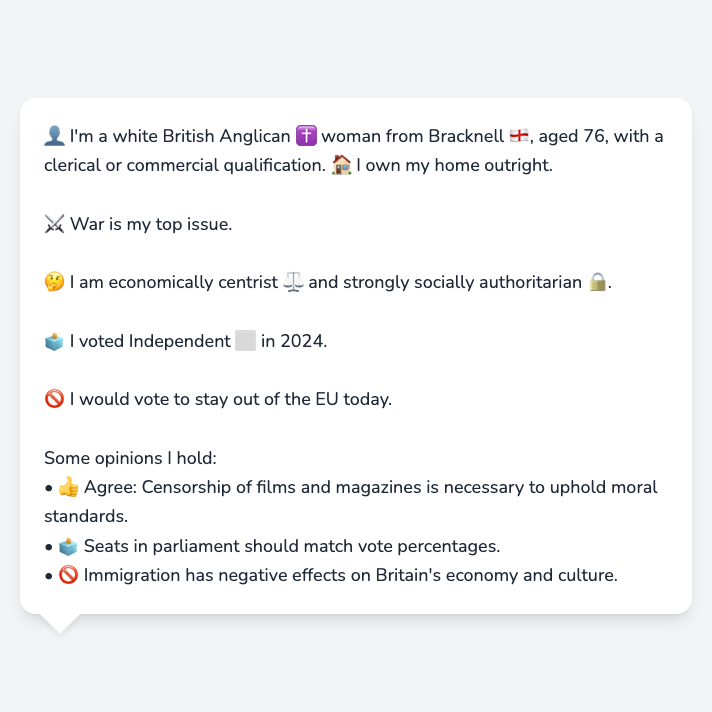 👤 I'm a white British Anglican ✝️ woman from Bracknell 🏴󠁧󠁢󠁥󠁮󠁧󠁿, aged 76, with a
clerical or commercial qualification. 🏠 I own my home outright.
⚔️ War is my top issue.
🤔 I am economically centrist ⚖️ and strongly socially authoritarian 🔒.
🗳️ I voted Independent ⬜ in 2024.
🚫 I would vote to stay out of the EU today.
Some opinions I hold:
• 👍 Agree: Censorship of films and magazines is necessary to uphold moral
standards.
• 🗳️ Seats in parliament should match vote percentages.
• 🚫 Immigration has negative effects on Britain's economy and culture.